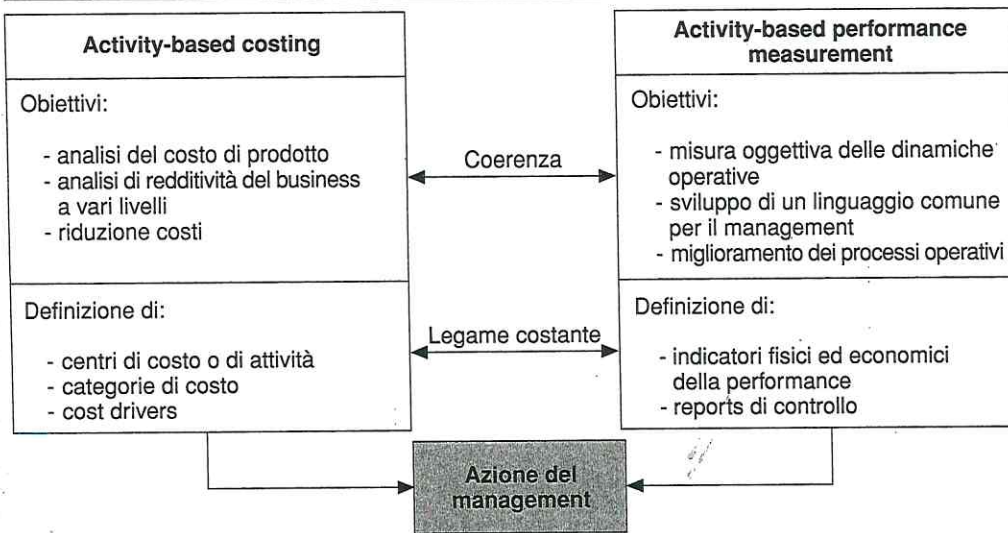 Activity-based costing
Obiettivi:
- analisi del costo di prodotto
- analisi di redditività del business
a vari livelli
- riduzione costi
Definizione di:
- centri di costo o di attività
- categorie di costo
- cost drivers
Coerenza
Legame costante
Activity-based performance
measurement
Obiettivi:
- misura oggettiva delle dinamiche
operative
- sviluppo di un linguaggio comune
per il management
- miglioramento dei processi operativi
Definizione di:
- indicatori fisici ed economici
della performance
- reports di controllo
Azione del
management